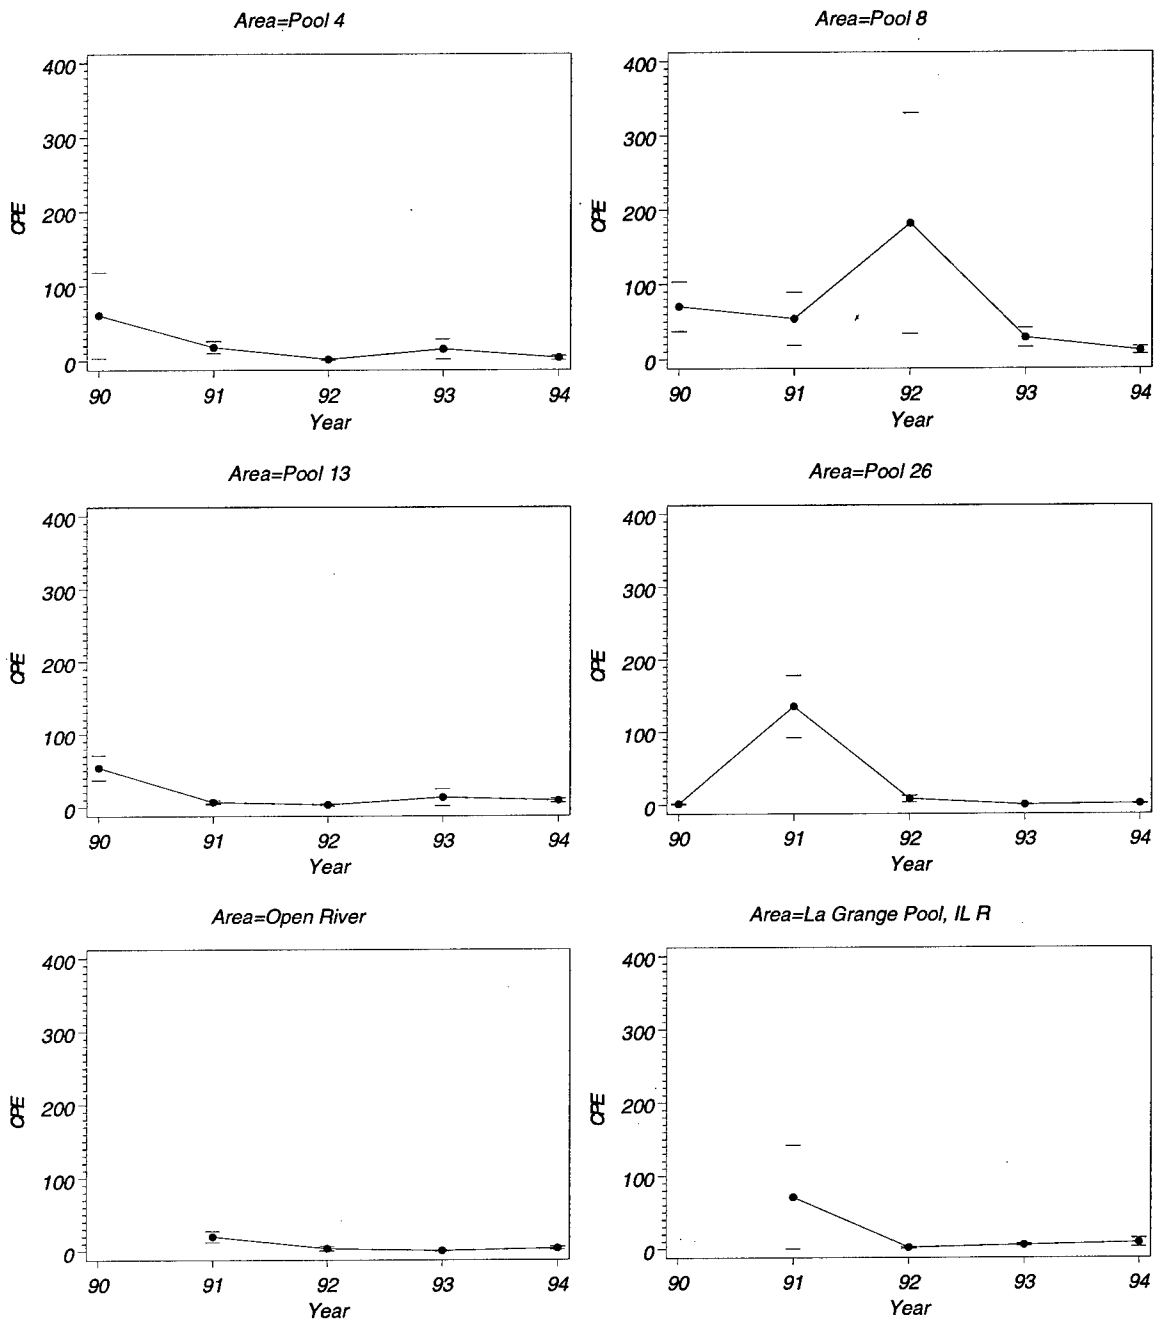 Area=Pool 4
400
300
200
100
0
CPE
90 91 92 93 94
Year
Area=Pool 8
400
300
200
100
0
CPE
90 91 92 93 94
Year
Area=Pool 13
400
300
200
100
0
CPE
90 91 92 93 94
Year
Area=Pool 26
400
300
200
100
0
CPE
90 91 92 93 94
Year
Area=Open River
400
300
200
100
0
CPE
90 91 92 93 94
Year
Area=La Grange Pool, IL R
400
300
200
100
0
CPE
90 91 92 93 94
Year